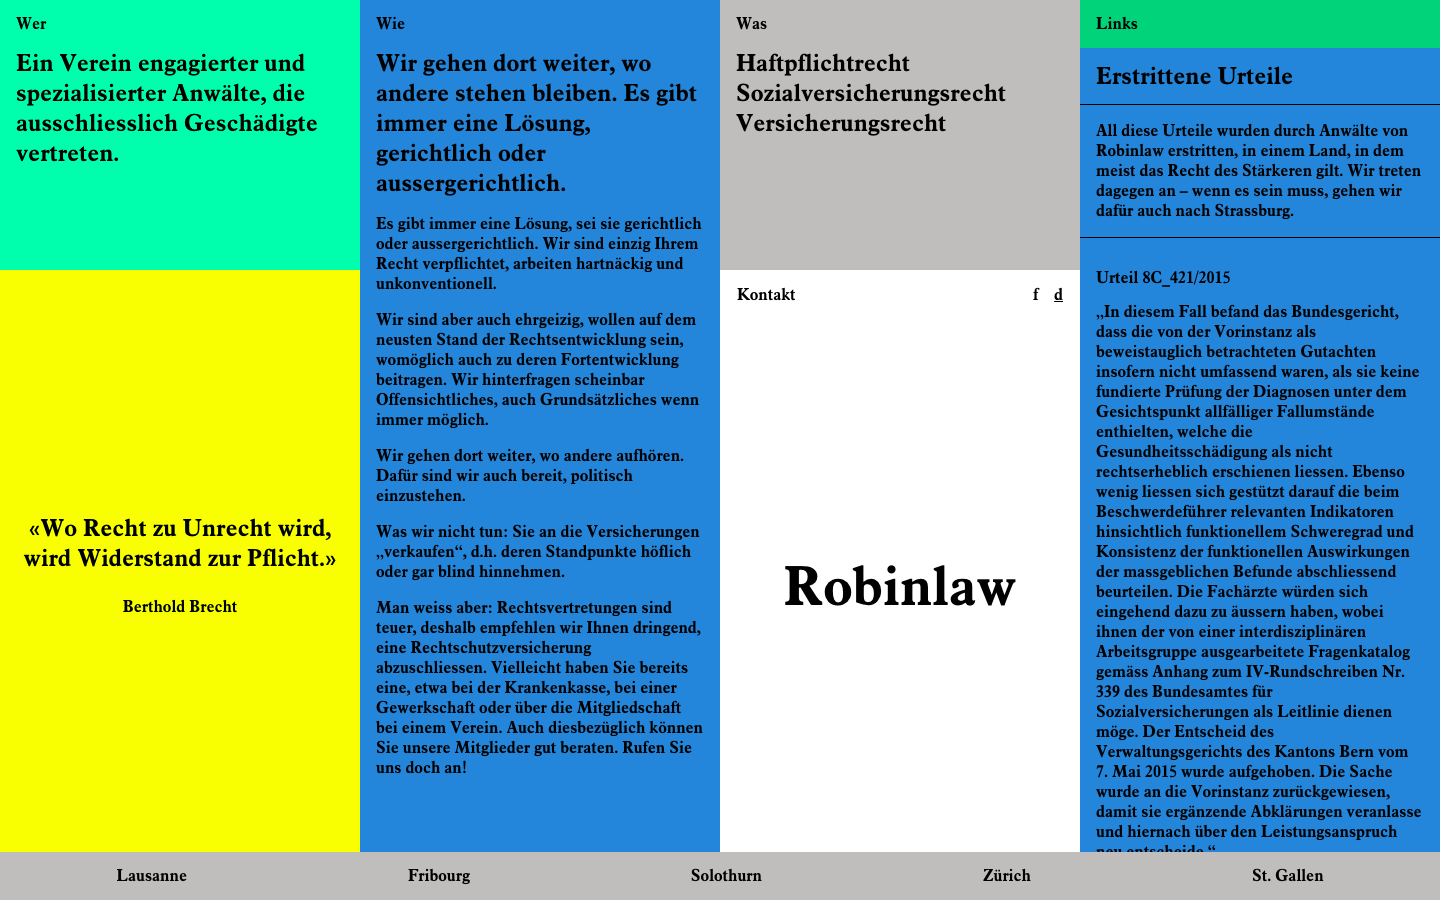 Wer
Ein Verein engagierter und
spezialisierter Anwälte, die
ausschliesslich Geschädigte
vertreten.
«Wo Recht zu Unrecht wird,
wird Widerstand zur Pflicht.»
Berthold Brecht
Wie
Wir gehen dort weiter, wo
andere stehen bleiben. Es gibt
immer eine Lösung,
gerichtlich oder
aussergerichtlich.
Es gibt immer eine Lösung, sei sie gerichtlich
oder aussergerichtlich. Wir sind einzig Ihrem
Recht verpflichtet, arbeiten hartnäckig und
unkonventionell.
Wir sind aber auch ehrgeizig, wollen auf dem
neusten Stand der Rechtsentwicklung sein,
womöglich auch zu deren Fortentwicklung
beitragen. Wir hinterfragen scheinbar
Offensichtliches, auch Grundsätzliches wenn
immer möglich.
Wir gehen dort weiter, wo andere aufhören.
Dafür sind wir auch bereit, politisch
einzustehen.
Was wir nicht tun: Sie an die Versicherungen
„verkaufen“, d.h. deren Standpunkte höflich
oder gar blind hinnehmen.
Man weiss aber: Rechtsvertretungen sind
teuer, deshalb empfehlen wir Ihnen dringend,
eine Rechtschutzversicherung
abzuschliessen. Vielleicht haben Sie bereits
eine, etwa bei der Krankenkasse, bei einer
Gewerkschaft oder über die Mitgliedschaft
bei einem Verein. Auch diesbezüglich können
Sie unsere Mitglieder gut beraten. Rufen Sie
uns doch an!
Was
Haftpflichtrecht
Sozialversicherungsrecht
Versicherungsrecht
Kontakt f d
Robinlaw
Links
Erstrittene Urteile
All diese Urteile wurden durch Anwälte von
Robinlaw erstritten, in einem Land, in dem
meist das Recht des Stärkeren gilt. Wir treten
dagegen an – wenn es sein muss, gehen wir
dafür auch nach Strassburg.
Urteil 8C_421/2015
„In diesem Fall befand das Bundesgericht,
dass die von der Vorinstanz als
beweistauglich betrachteten Gutachten
insofern nicht umfassend waren, als sie keine
fundierte Prüfung der Diagnosen unter dem
Gesichtspunkt allfälliger Fallumstände
enthielten, welche die
Gesundheitsschädigung als nicht
rechtserheblich erschienen liessen. Ebenso
wenig liessen sich gestützt darauf die beim
Beschwerdeführer relevanten Indikatoren
hinsichtlich funktionellem Schweregrad und
Konsistenz der funktionellen Auswirkungen
der massgeblichen Befunde abschliessend
beurteilen. Die Fachärzte würden sich
eingehend dazu zu äussern haben, wobei
ihnen der von einer interdisziplinären
Arbeitsgruppe ausgearbeitete Fragenkatalog
gemäss Anhang zum IV-Rundschreiben Nr.
339 des Bundesamtes für
Sozialversicherungen als Leitlinie dienen
möge. Der Entscheid des
Verwaltungsgerichts des Kantons Bern vom
7. Mai 2015 wurde aufgehoben. Die Sache
wurde an die Vorinstanz zurückgewiesen,
damit sie ergänzende Abklärungen veranlasse
und hiernach über den Leistungsanspruch
neu entscheide.“
Lausanne Fribourg Solothurn Zürich St. Gallen